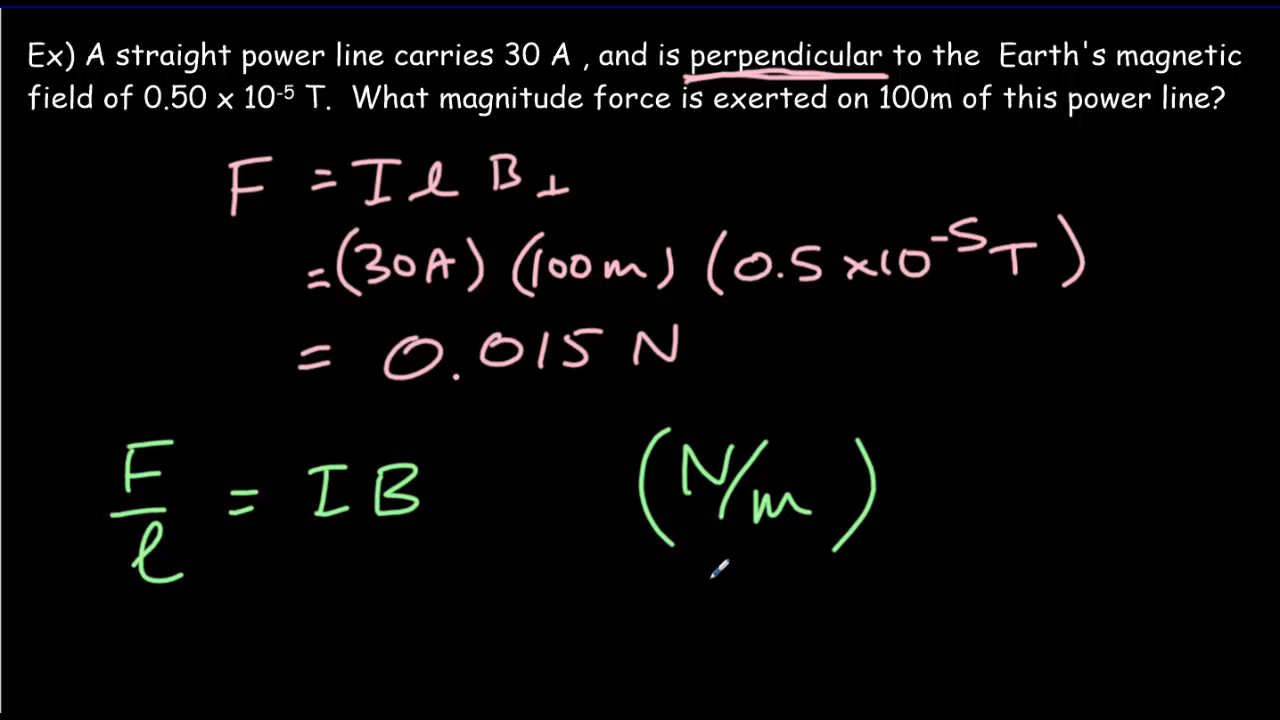 Ex) A straight power line carries 30 A , and is perpendicular to the Earth's magnetic
field of 0.50 x 10⁻⁵ T. What magnitude force is exerted on 100m of this power line?
F = I ℓ B⊥
= (30A) (100m) (0.5 x10⁻⁵ T)
= 0.015 N
F/ℓ = I B (N/m)